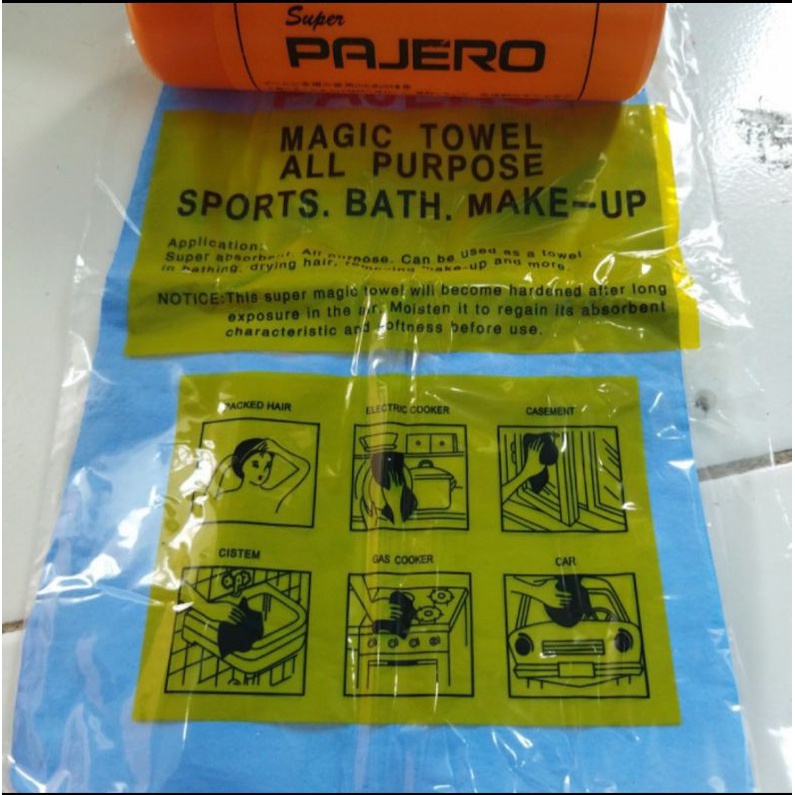 Super
PAJERO
MAGIC TOWEL
ALL PURPOSE
SPORTS. BATH. MAKE-UP
Application:
Super absorbent. All purpose. Can be used as a towel
in bathing, drying hair, removing make-up and more.
NOTICE:This super magic towel will become hardened after long
exposure in the air. Moisten it to regain its absorbent
characteristic and softness before use.
PACKED HAIR
ELECTRIC COOKER
CASEMENT
CISTEM
GAS COOKER
CAR